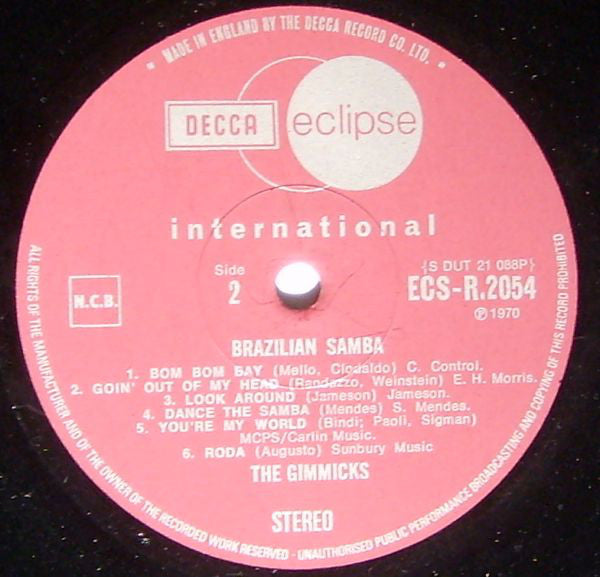 MADE IN ENGLAND BY THE DECCA RECORD CO. LTD.
DECCA
eclipse
international
Side
2
N.C.B.
{S DUT 21 088P}
ECS-R.2054
℗ 1970
BRAZILIAN SAMBA
1. BOM BOM BAY (Mello, Clodaldo) C. Control.
2. GOIN' OUT OF MY HEAD (Randazzo, Weinstein) E. H. Morris.
3. LOOK AROUND (Jameson) Jameson.
4. DANCE THE SAMBA (Mendes) S. Mendes.
5. YOU'RE MY WORLD (Bindi; Paoli, Sigman)
MCPS/Carlin Music.
6. RODA (Augusto) Sunbury Music
THE GIMMICKS
STEREO
ALL RIGHTS OF THE MANUFACTURER AND OF THE OWNER OF THE RECORDED WORK RESERVED - UNAUTHORISED PUBLIC PERFORMANCE BROADCASTING AND COPYING OF THIS RECORD PROHIBITED